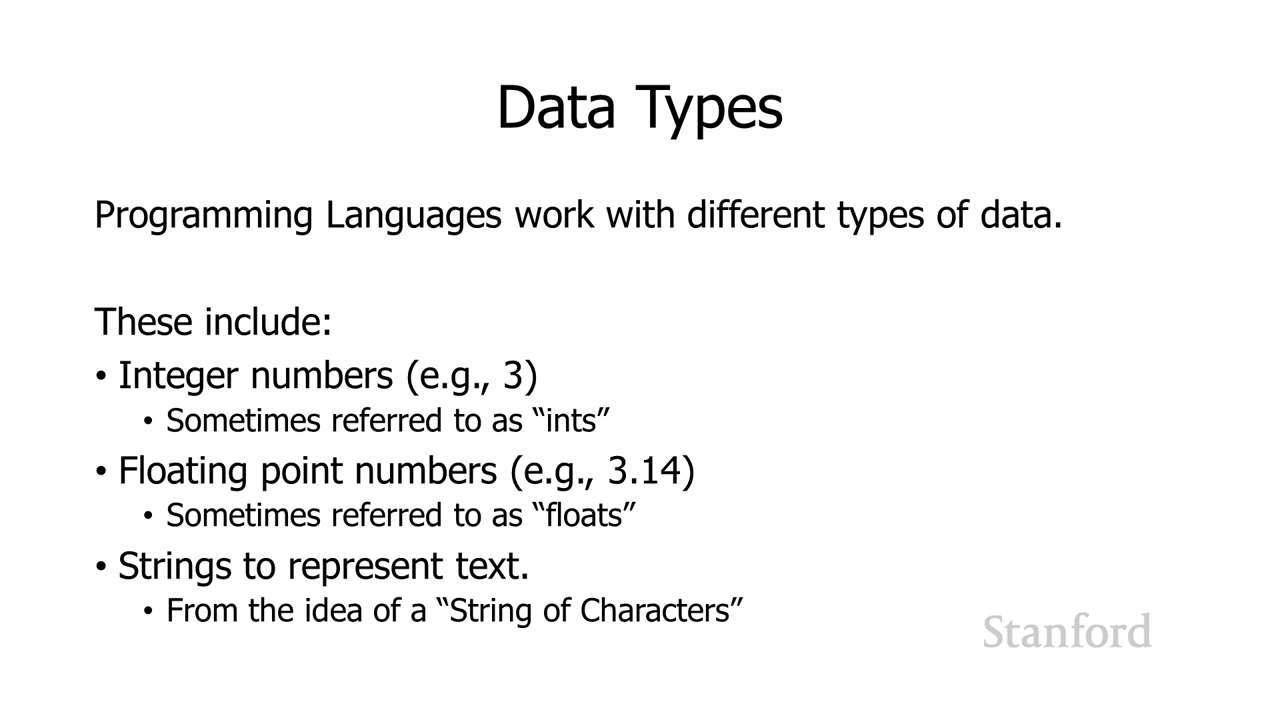 Data Types
Programming Languages work with different types of data.
These include:
• Integer numbers (e.g., 3)
• Sometimes referred to as “ints”
• Floating point numbers (e.g., 3.14)
• Sometimes referred to as “floats”
• Strings to represent text.
• From the idea of a “String of Characters”
Stanford